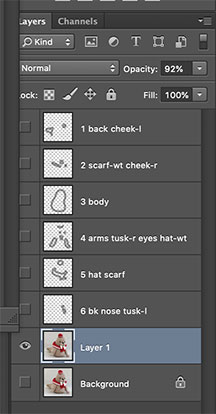 Layers Channels
Kind
Normal Opacity: 92%
Lock: Fill: 100%
1 back cheek-l
2 scarf-wt cheek-r
3 body
4 arms tusk-r eyes hat-wt
5 hat scarf
6 bk nose tusk-l
Layer 1
Background